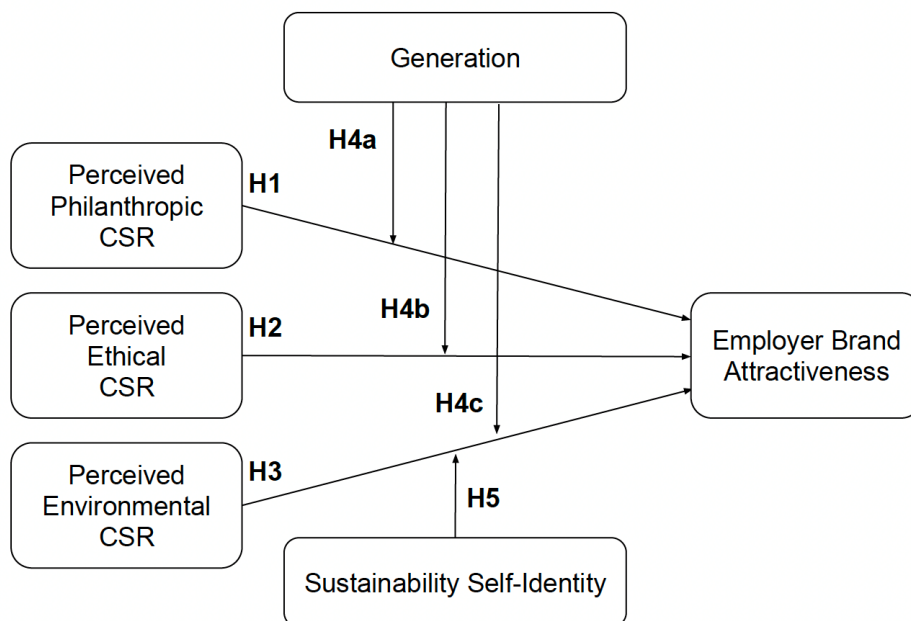 Generation
H4a
Perceived
Philanthropic
CSR
H1
Perceived
Ethical
CSR
H2
H4b
Employer Brand
Attractiveness
H4c
Perceived
Environmental
CSR
H3
H5
Sustainability Self-Identity